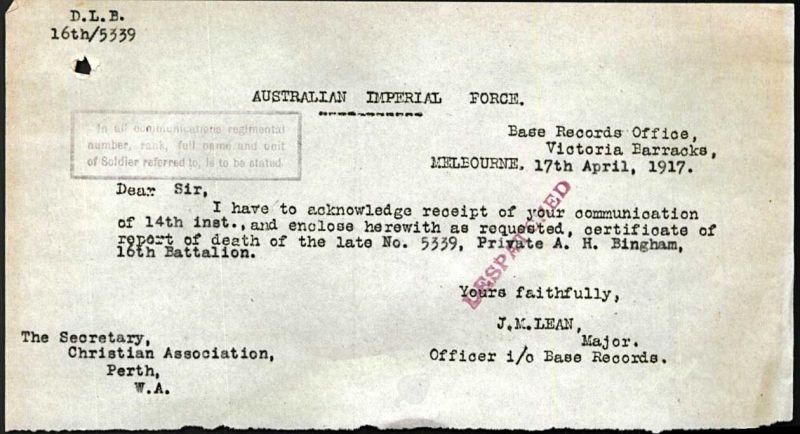 D.L.B.
16th/5339
AUSTRALIAN IMPERIAL FORCE.
In all communications regimental
number, rank, full name and unit
of Soldier referred to, is to be stated
Base Records Office,
Victoria Barracks,
MELBOURNE, 17th April, 1917.
Dear Sir,
I have to acknowledge receipt of your communication
of 14th inst., and enclose herewith as requested, certificate of
report of death of the late No. 5339, Private A. H. Bingham,
16th Battalion.
DESPATCHED
Yours faithfully,
J.M.LEAN,
Major.
Officer i/c Base Records.
The Secretary,
Christian Association,
Perth,
W.A.